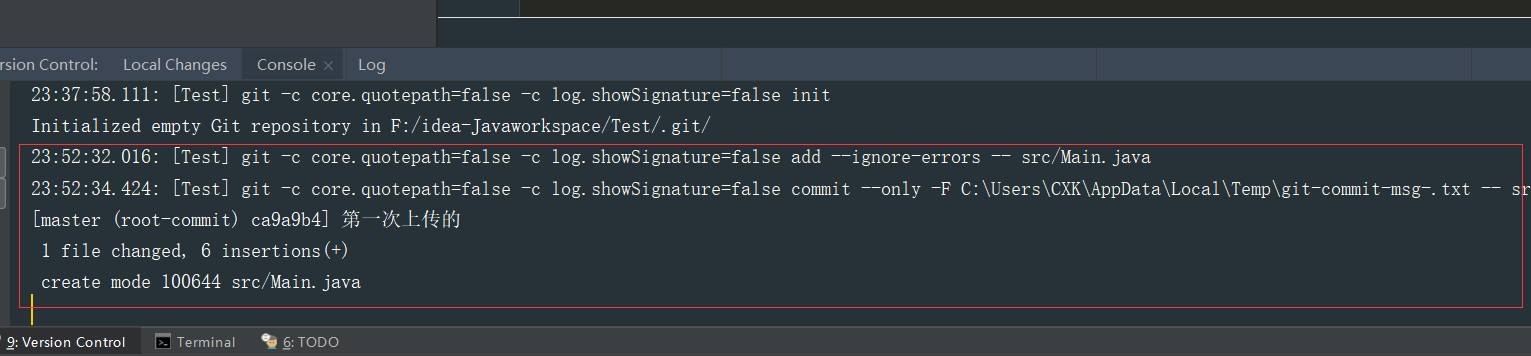 rsion Control: Local Changes Console Log
23:37:58.111: [Test] git -c core.quotepath=false -c log.showSignature=false init
Initialized empty Git repository in F:/idea-Javaworkspace/Test/.git/
23:52:32.016: [Test] git -c core.quotepath=false -c log.showSignature=false add --ignore-errors -- src/Main.java
23:52:34.424: [Test] git -c core.quotepath=false -c log.showSignature=false commit --only -F C:\Users\CXK\AppData\Local\Temp\git-commit-msg-.txt -- sr
[master (root-commit) ca9a9b4] 第一次上传的
1 file changed, 6 insertions(+)
create mode 100644 src/Main.java
9: Version Control Terminal 6: TODO